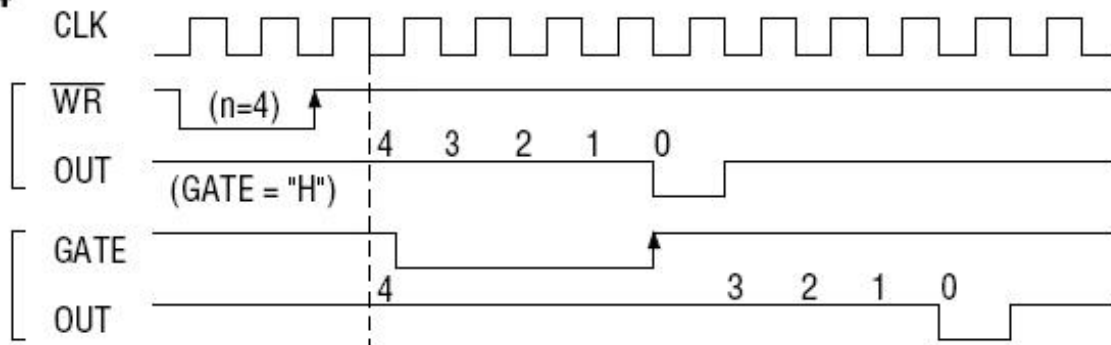 CLK
WR (n=4)
4 3 2 1 0
OUT
(GATE = "H")
GATE
4 3 2 1 0
OUT